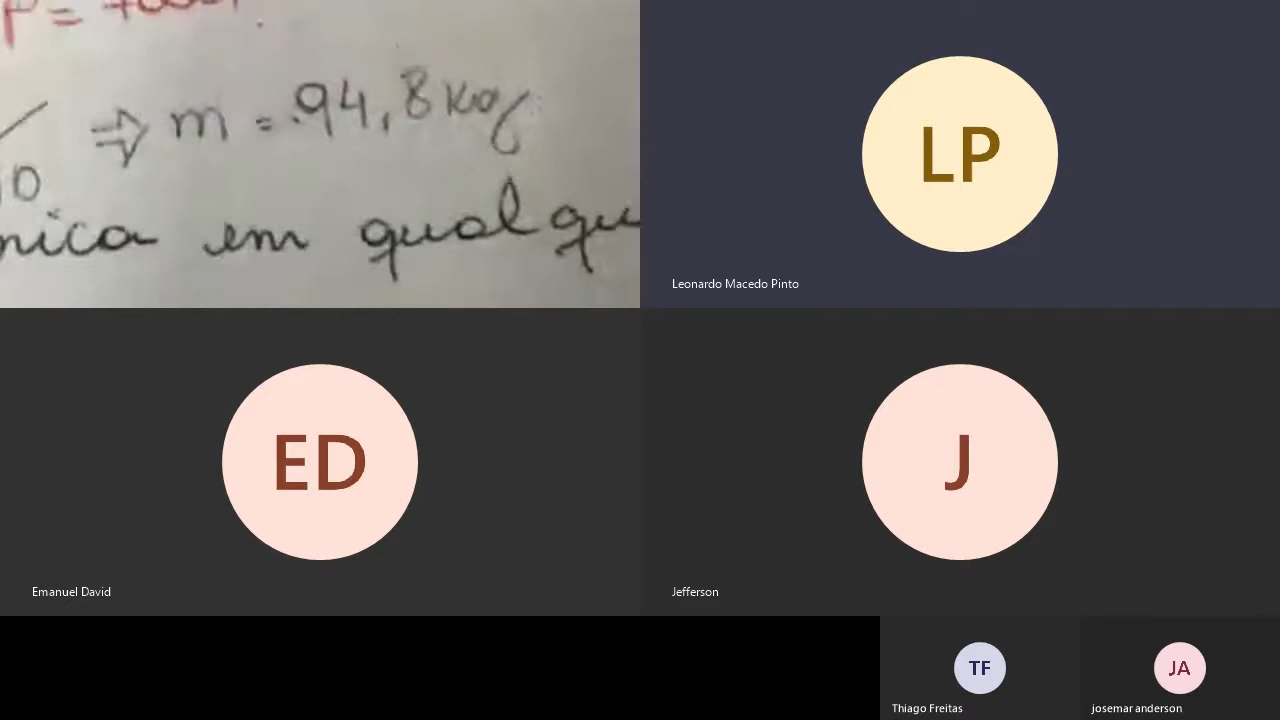 P =
⇒ m = 94,8 kg
10
nica em qualqu
LP
Leonardo Macedo Pinto
ED
Emanuel David
J
Jefferson
TF
Thiago Freitas
JA
josemar anderson